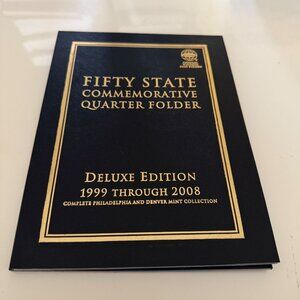 FIFTY STATE
COMMEMORATIVE
QUARTER FOLDER
DELUXE EDITION
1999 THROUGH 2008
COMPLETE PHILADELPHIA AND DENVER MINT COLLECTION